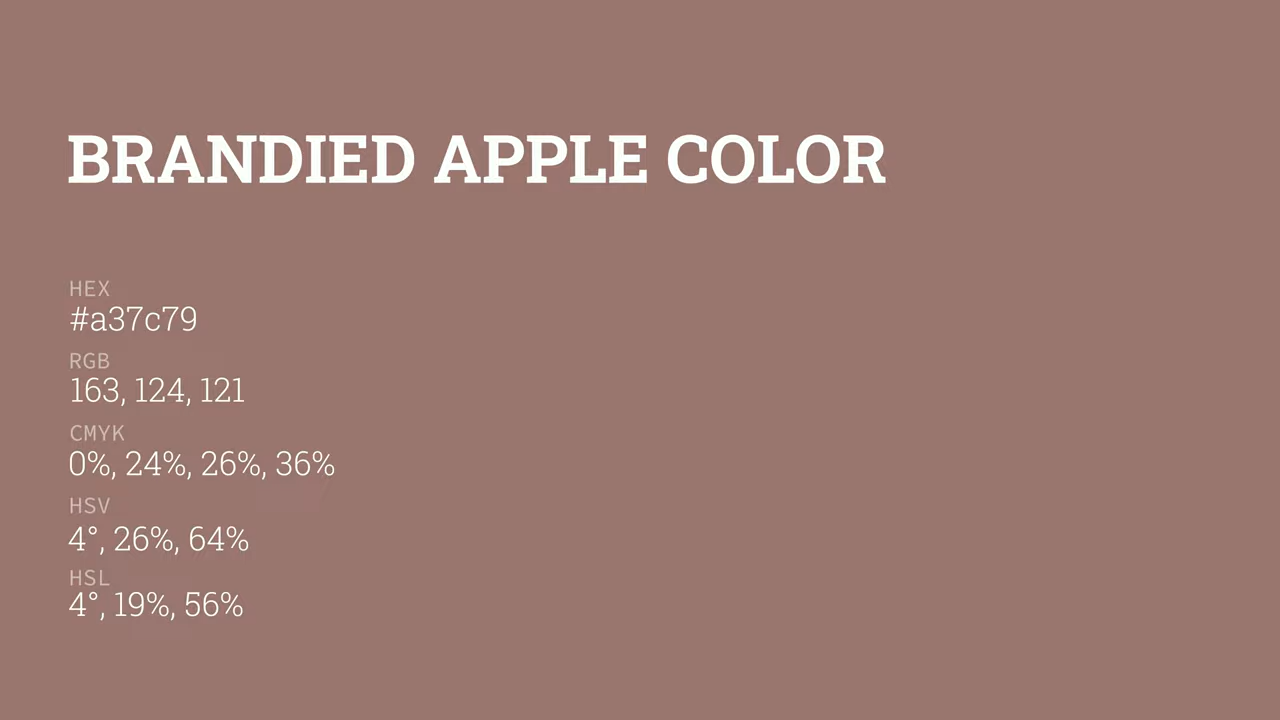 BRANDIED APPLE COLOR
HEX
#a37c79
RGB
163, 124, 121
CMYK
0%, 24%, 26%, 36%
HSV
4°, 26%, 64%
HSL
4°, 19%, 56%